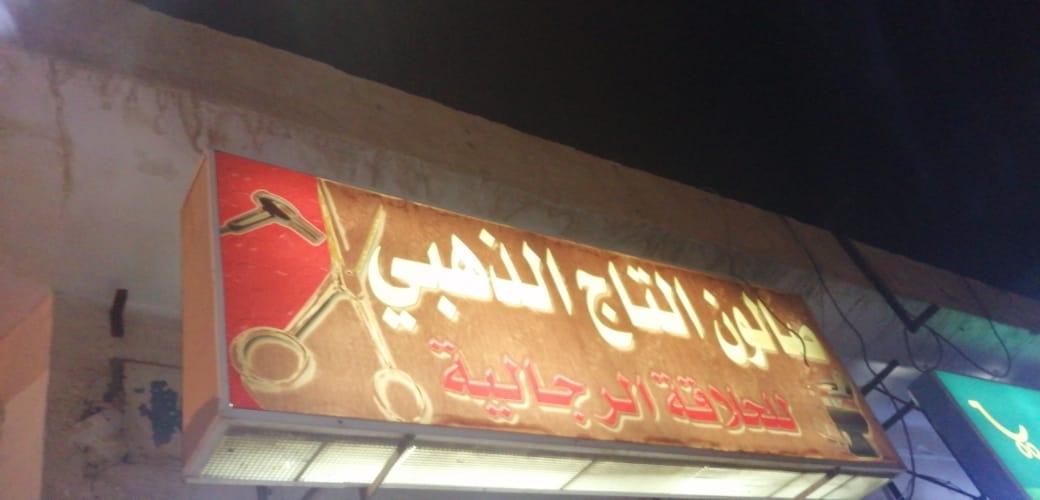 صالون التاج الذهبي
للحلاقة الرجالية